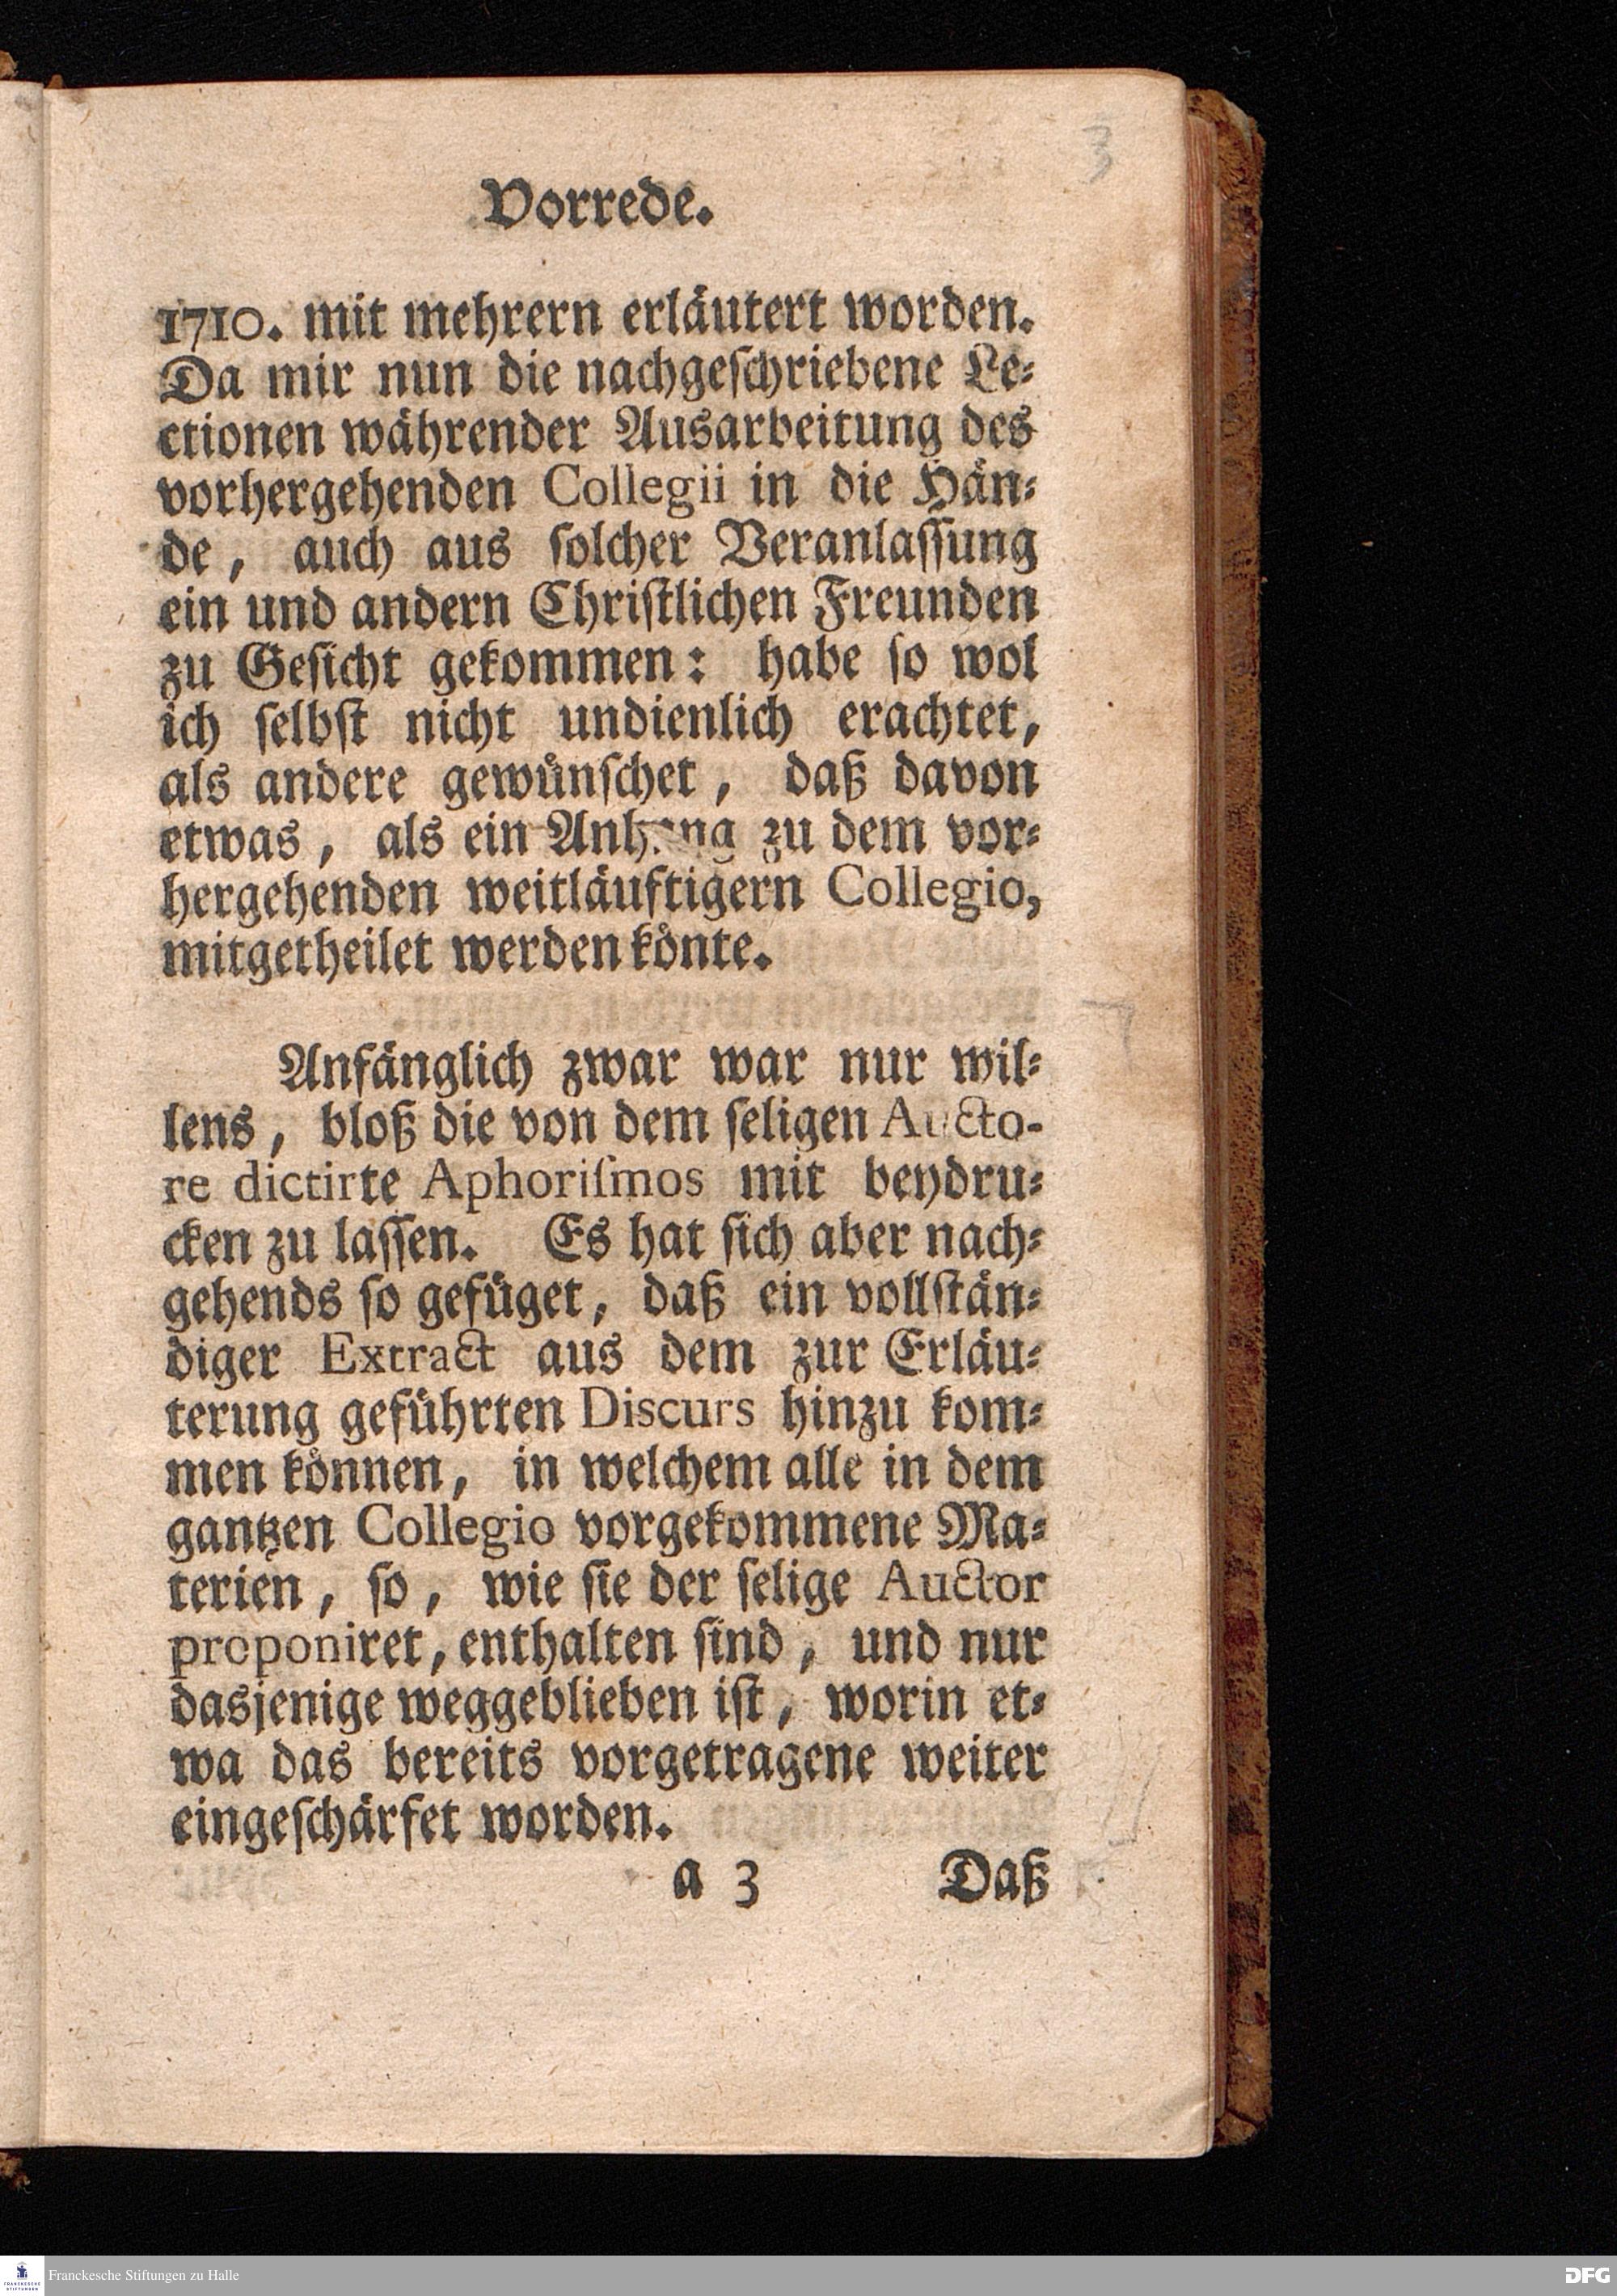 3
Vorrede.
1710. mit mehrern erläutert worden.
Da mir nun die nachgeſchriebene Le-
ctionen währender Ausarbeitung des
vorhergehenden Collegii in die Hän-
de, auch aus ſolcher Veranlaſſung
ein und andern Chriſtlichen Freunden
zu Geſicht gekommen: habe ſo wol
ich ſelbſt nicht undienlich erachtet,
als andere gewünſchet, daß davon
etwas, als ein Anhang zu dem vor-
hergehenden weitläuftigern Collegio,
mitgetheilet werden könte.
Anfänglich zwar war nur wil-
lens, bloß die von dem ſeligen Aucto-
re dictirte Aphoriſmos mit beydru-
cken zu laſſen. Es hat ſich aber nach-
gehends ſo gefüget, daß ein vollſtän-
diger Extract aus dem zur Erläu-
terung geführten Discurs hinzu kom-
men können, in welchem alle in dem
gantzen Collegio vorgekommene Ma-
terien, ſo, wie ſie der ſelige Auctor
proponiret, enthalten ſind, und nur
dasjenige weggeblieben iſt, worin et-
wa das bereits vorgetragene weiter
eingeſchärfet worden.
a 3 Daß
Franckesche Stiftungen zu Halle
DFG